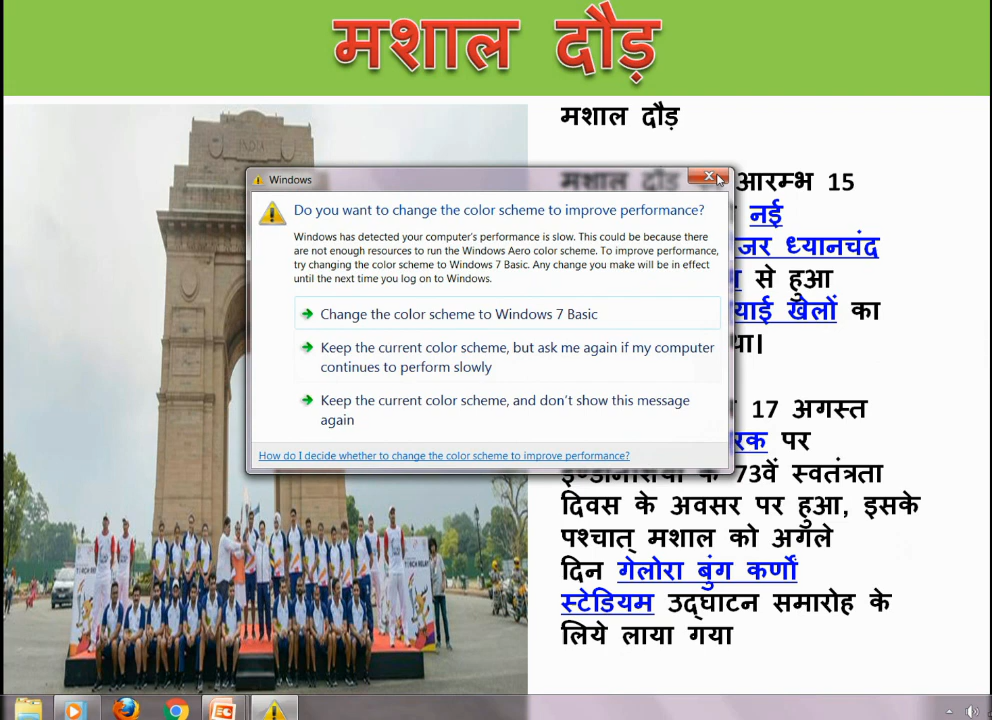 मशाल दौड़
मशाल दौड़
मशाल दौड़ आरम्भ 15
नई
ध्यानचंद
से हुआ
खेलों का
Windows
Do you want to change the color scheme to improve performance?
Windows has detected your computer's performance is slow. This could be because there
are not enough resources to run the Windows Aero color scheme. To improve performance,
try changing the color scheme to Windows 7 Basic. Any change you make will be in effect
until the next time you log on to Windows.
Change the color scheme to Windows 7 Basic
Keep the current color scheme, but ask me again if my computer
continues to perform slowly
Keep the current color scheme, and don't show this message
again
How do I decide whether to change the color scheme to improve performance?
17 अगस्त
पर
73वें स्वतंत्रता
दिवस के अवसर पर हुआ, इसके
पश्चात् मशाल को अगले
दिन गेलोरा बुंग कर्णो
स्टेडियम उद्घाटन समारोह के
लिये लाया गया
INDIA
TORCH RELAY